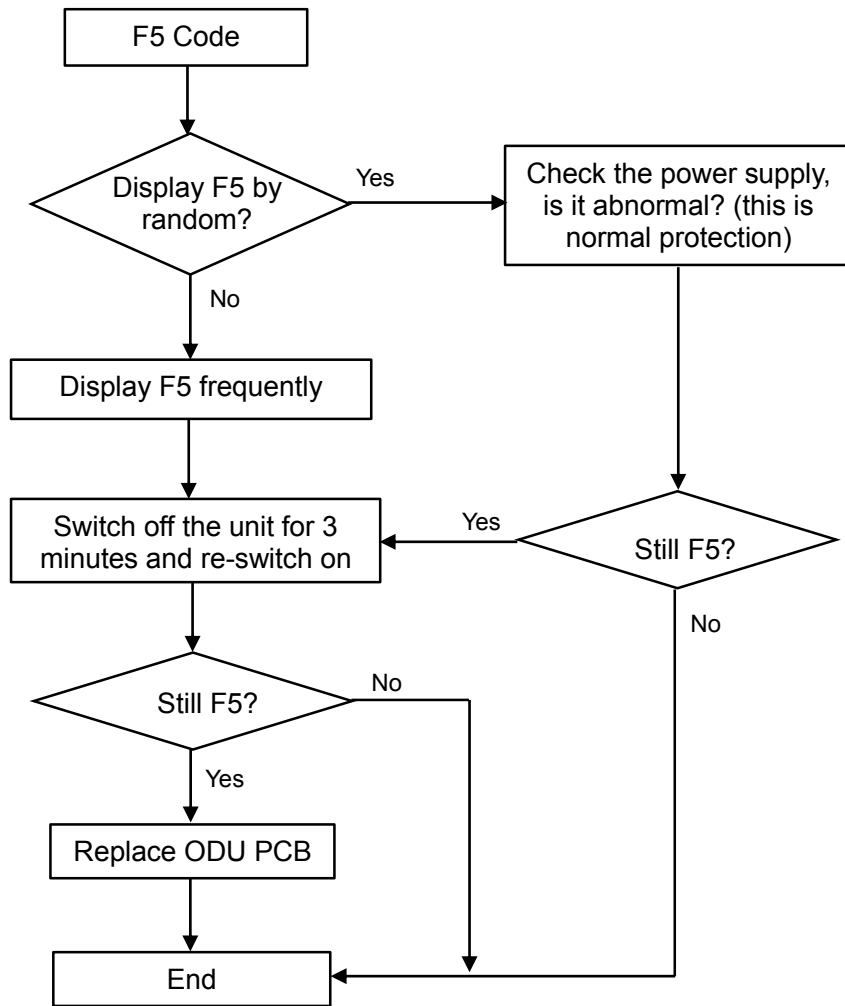 F5 Code
Display F5 by
random?
Yes
Check the power supply,
is it abnormal? (this is
normal protection)
No
Display F5 frequently
Switch off the unit for 3
minutes and re-switch on
Yes
Still F5?
No
Still F5?
No
Yes
Replace ODU PCB
End